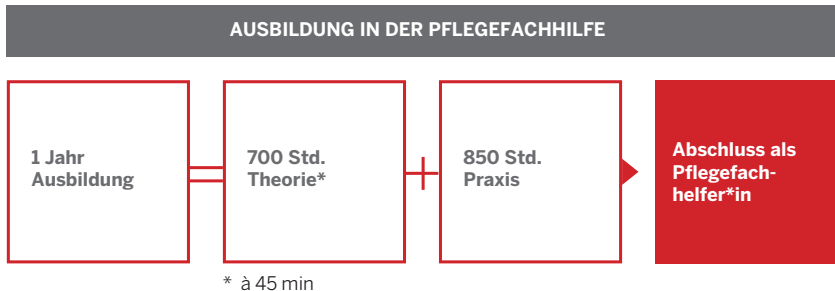 AUSBILDUNG IN DER PFLEGEFACHHILFE
1 Jahr
Ausbildung
700 Std.
Theorie*
850 Std.
Praxis
Abschluss als
Pflegefach-
helfer*in
* à 45 min